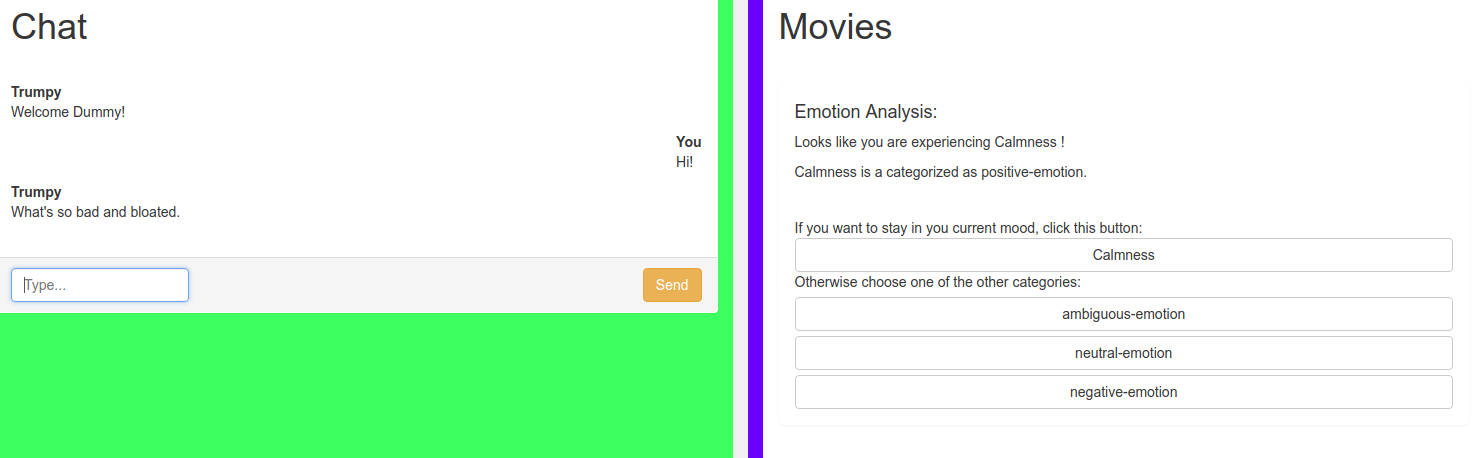 Chat
Trumpy
Welcome Dummy!
You
Hi!
Trumpy
What's so bad and bloated.
Type...
Send
Movies
Emotion Analysis:
Looks like you are experiencing Calmness !
Calmness is a categorized as positive-emotion.
If you want to stay in you current mood, click this button:
Calmness
Otherwise choose one of the other categories:
ambiguous-emotion
neutral-emotion
negative-emotion